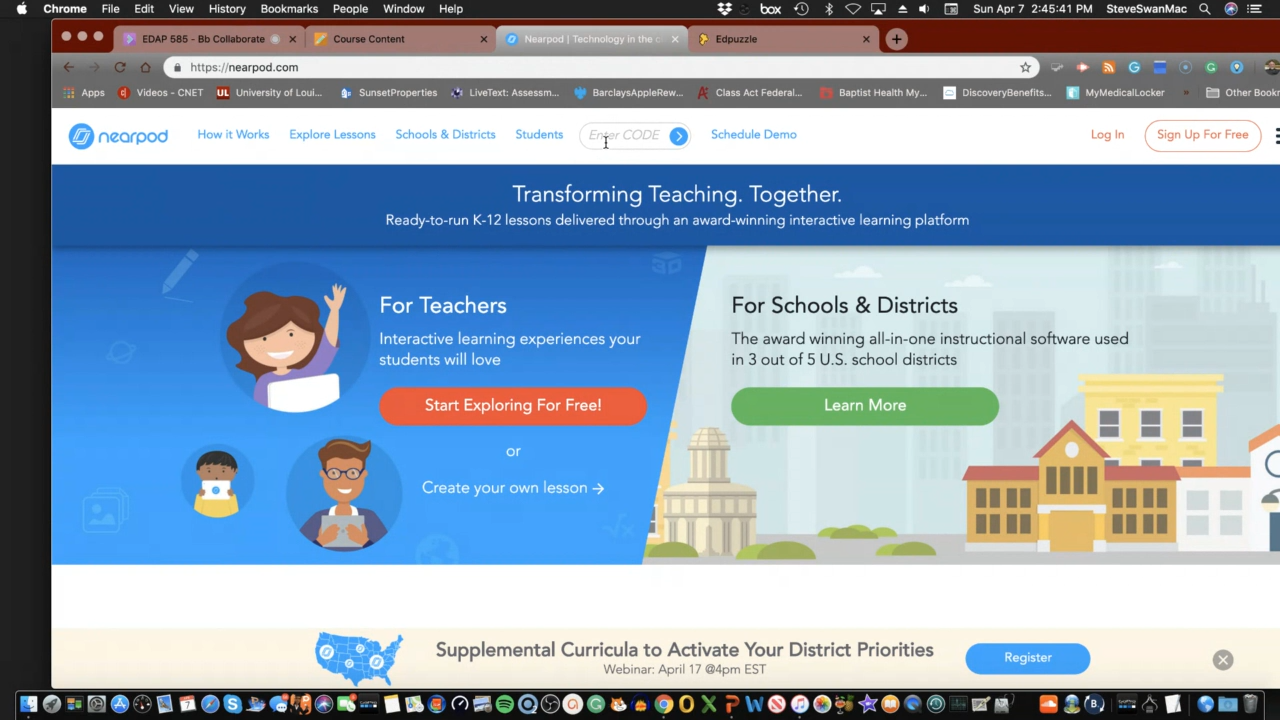 Chrome File Edit View History Bookmarks People Window Help box Sun Apr 7 2:45:41 PM SteveSwanMac
EDAP 585 - Bb Collaborate Course Content Nearpod | Technology in the Edpuzzle
https://nearpod.com
Apps Videos - CNET UL University of Loui... SunsetProperties LiveText: Assessm... BarclaysAppleRew... Class Act Federal... Baptist Health My... DiscoveryBenefits... MyMedicalLocker » Other Bookm
nearpod How it Works Explore Lessons Schools & Districts Students Enter CODE Schedule Demo Log In Sign Up For Free
Transforming Teaching. Together.
Ready-to-run K-12 lessons delivered through an award-winning interactive learning platform
3D
For Teachers
Interactive learning experiences your
students will love
Start Exploring For Free!
or
Create your own lesson →
For Schools & Districts
The award winning all-in-one instructional software used
in 3 out of 5 U.S. school districts
Learn More
Supplemental Curricula to Activate Your District Priorities
Webinar: April 17 @4pm EST
Register